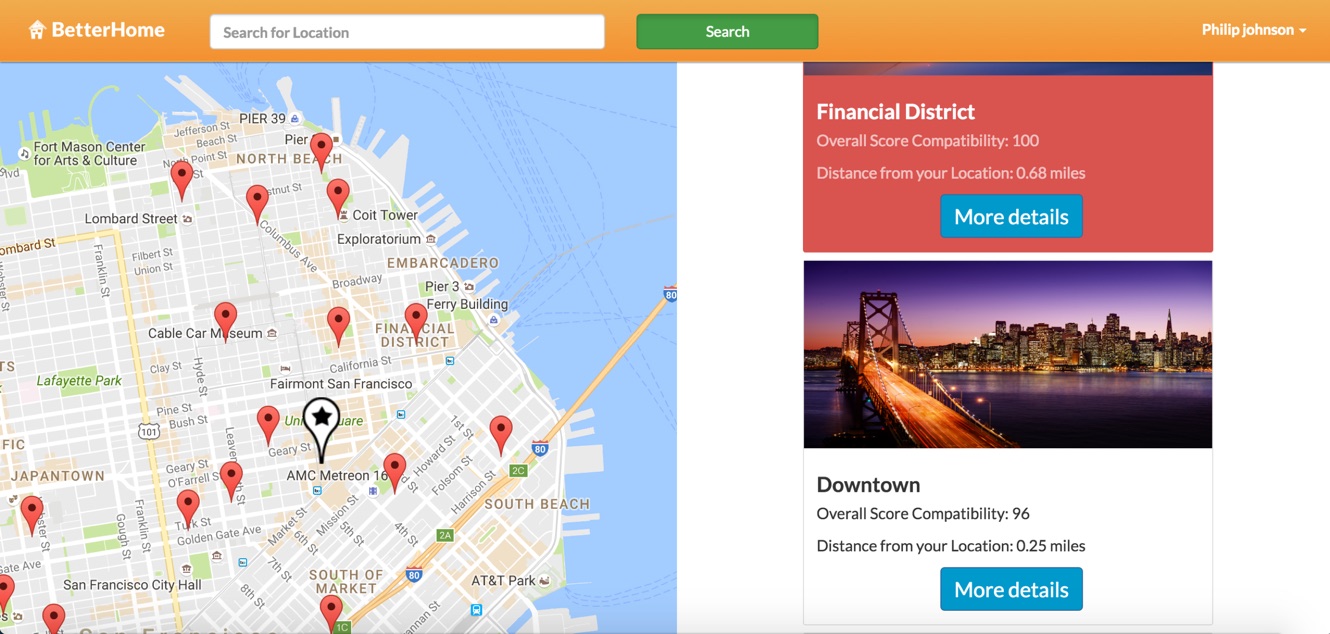 BetterHome
Search for Location
Search
Philip johnson
PIER 39
Jefferson St
Beach St
Fort Mason Center
for Arts & Culture
Pier
North Point St
NORTH BEACH
Lombard Street
Coit Tower
Columbus Ave
Exploratorium
ombard St
Franklin St
Filbert St
Union St
EMBARCADERO
Broadway
Pier 3
Ferry Building
80
Cable Car Museum
FINANCIAL
DISTRICT
Clay St
Hyde St
California St
Lafayette Park
Fairmont San Francisco
Pine St
Bush St
101
Geary St
1st St
Howard St
Folsom St
Harrison St
80
2C
JAPANTOWN
Geary St
O'Farrell St
AMC Metreon 16
SOUTH BEACH
Turk St
Golden Gate Ave
Gough St
Franklin St
Market St
Mission St
6th St
5th St
4th St
7th St
8th St
2A
80
San Francisco City Hall
SOUTH OF
MARKET
AT&T Park
1C
Financial District
Overall Score Compatibility: 100
Distance from your Location: 0.68 miles
More details
Downtown
Overall Score Compatibility: 96
Distance from your Location: 0.25 miles
More details